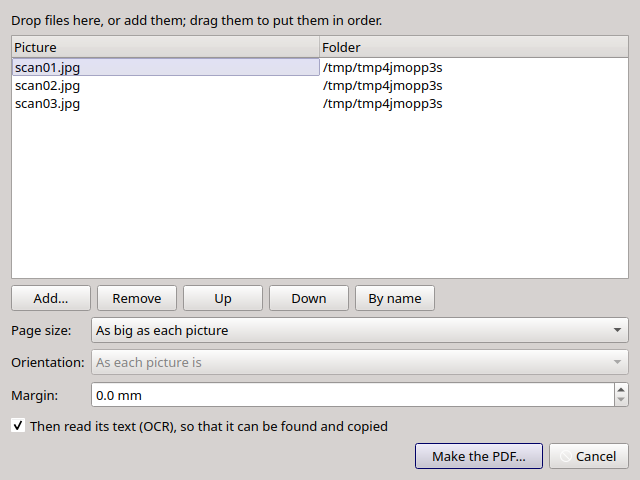 Drop files here, or add them; drag them to put them in order.
Picture Folder
scan01.jpg /tmp/tmp4jmopp3s
scan02.jpg /tmp/tmp4jmopp3s
scan03.jpg /tmp/tmp4jmopp3s
Add... Remove Up Down By name
Page size: As big as each picture
Orientation: As each picture is
Margin: 0.0 mm
Then read its text (OCR), so that it can be found and copied
Make the PDF... Cancel